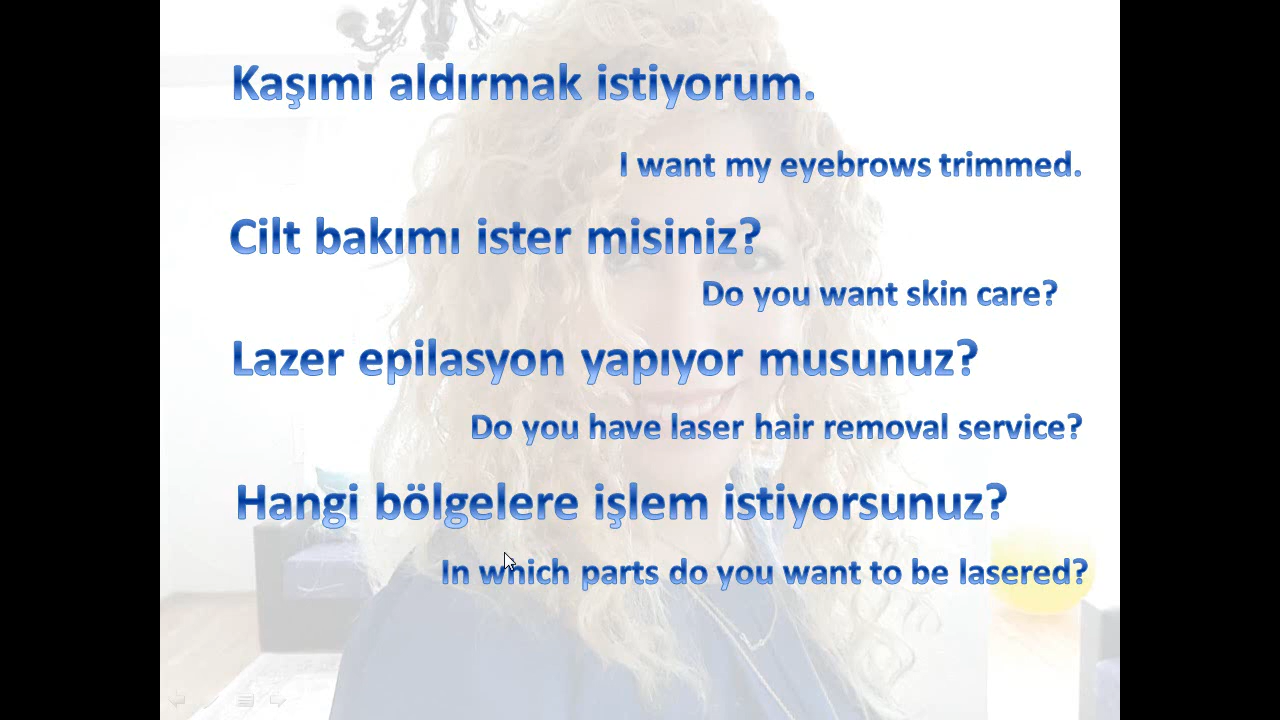 Kaşımı aldırmak istiyorum.
I want my eyebrows trimmed.
Cilt bakımı ister misiniz?
Do you want skin care?
Lazer epilasyon yapıyor musunuz?
Do you have laser hair removal service?
Hangi bölgelere işlem istiyorsunuz?
In which parts do you want to be lasered?